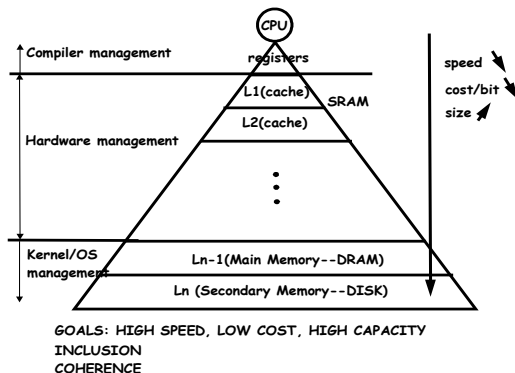 CPU
Compiler management
registers
speed
L1(cache)
SRAM
cost/bit
L2(cache)
size
Hardware management
Kernel/OS
management
Ln-1(Main Memory--DRAM)
Ln (Secondary Memory--DISK)
GOALS: HIGH SPEED, LOW COST, HIGH CAPACITY
INCLUSION
COHERENCE